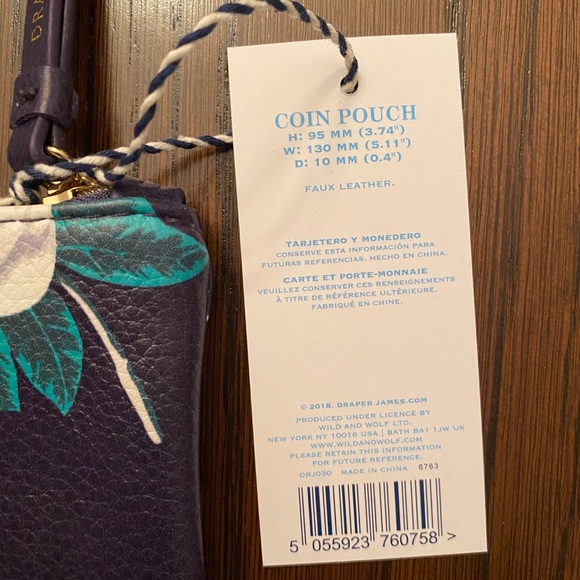 DRA
COIN POUCH
H: 95 MM (3.74")
W: 130 MM (5.11")
D: 10 MM (0.4")
FAUX LEATHER.
TARJETERO Y MONEDERO
CONSERVE ESTA INFORMACIÓN PARA
FUTURAS REFERENCIAS. HECHO EN CHINA.
CARTE ET PORTE-MONNAIE
VEUILLEZ CONSERVER CES RENSEIGNEMENTS
À TITRE DE RÉFÉRENCE ULTÉRIEURE.
FABRIQUÉ EN CHINE.
© 2018. DRAPER JAMES.COM
PRODUCED UNDER LICENCE BY
WILD AND WOLF LTD.
NEW YORK NY 10016 USA | BATH BA1 1JW UK
WWW.WILDANDWOLF.COM
PLEASE RETAIN THIS INFORMATION
FOR FUTURE REFERENCE.
DRJ030 MADE IN CHINA 6763
5 055923 760758 >